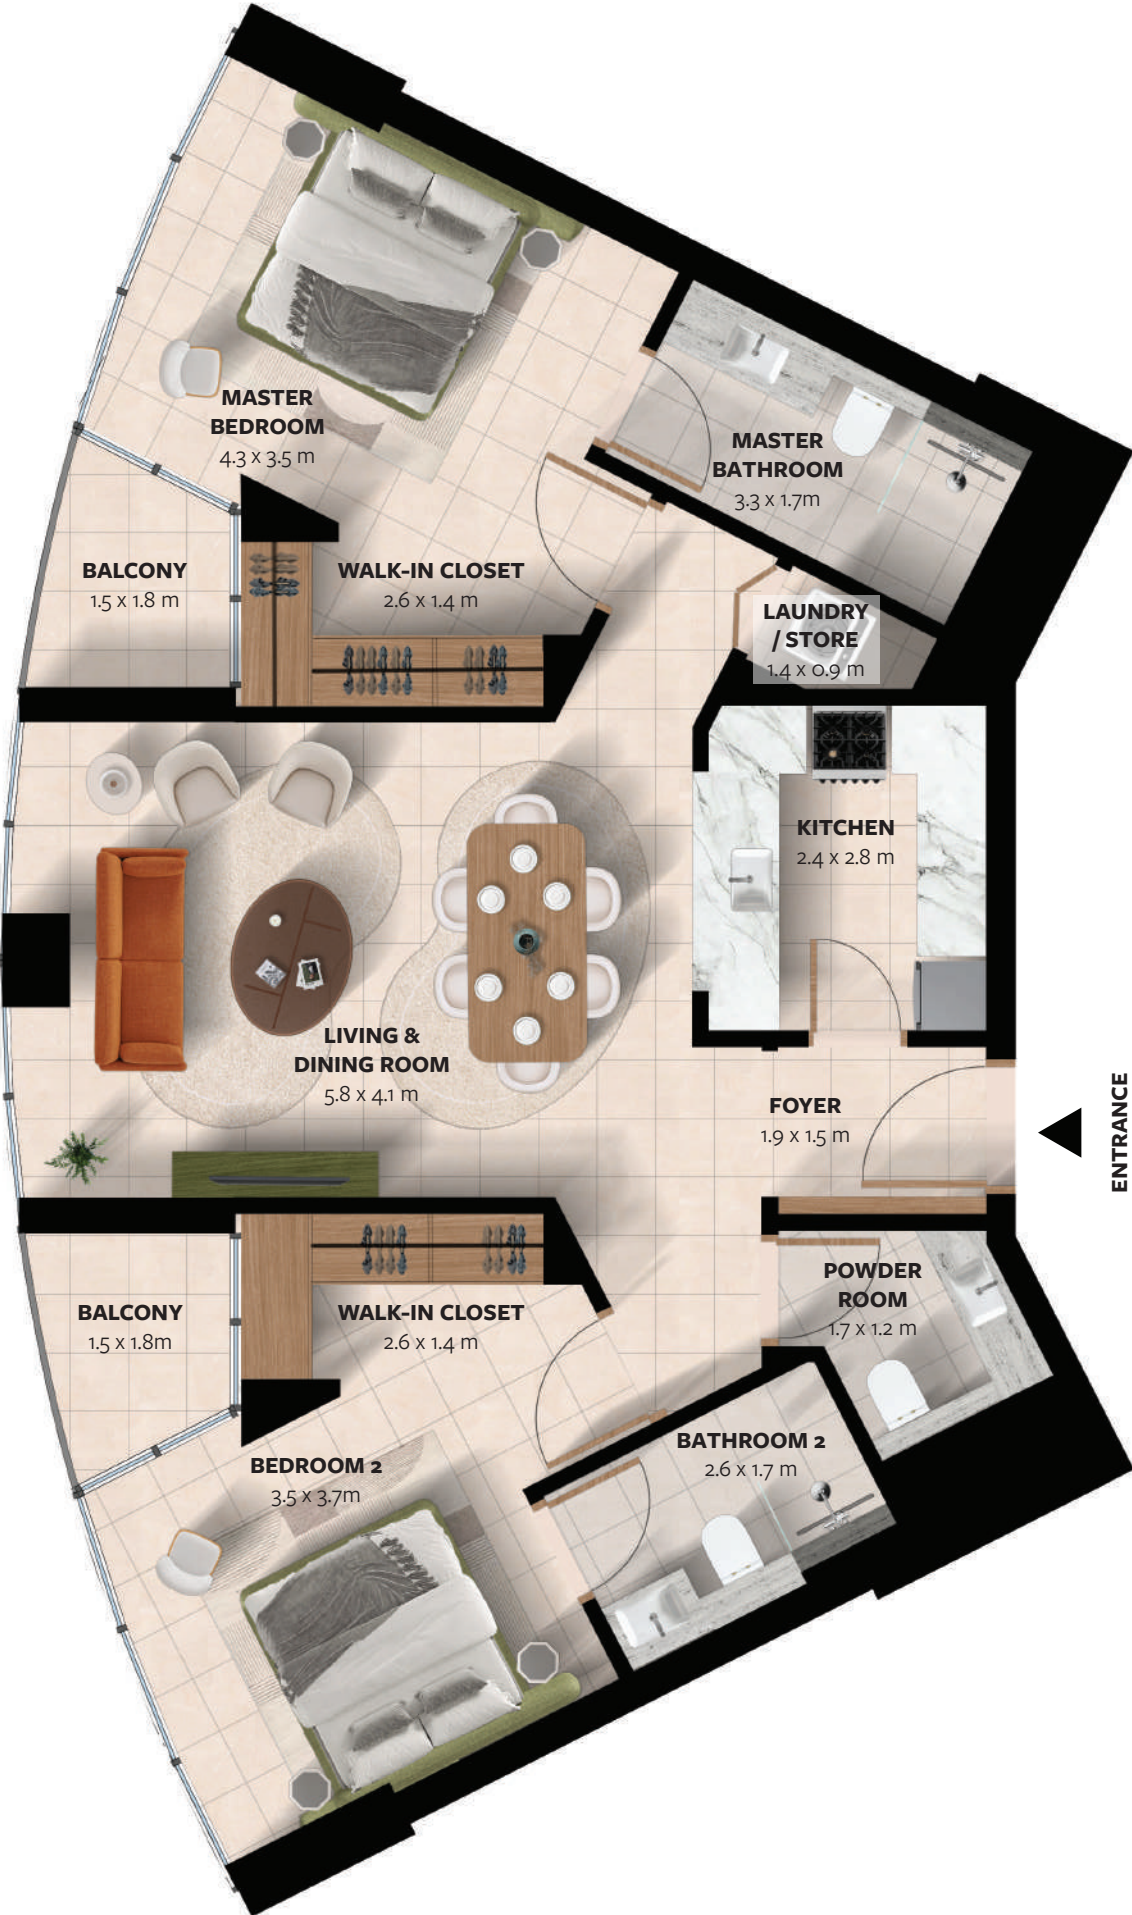 MASTER
BEDROOM
4.3 x 3.5 m
MASTER
BATHROOM
3.3 x 1.7m
BALCONY
1.5 x 1.8 m
WALK-IN CLOSET
2.6 x 1.4 m
LAUNDRY
/ STORE
1.4 x 0.9 m
KITCHEN
2.4 x 2.8 m
LIVING &
DINING ROOM
5.8 x 4.1 m
FOYER
1.9 x 1.5 m
ENTRANCE
POWDER
ROOM
1.7 x 1.2 m
BALCONY
1.5 x 1.8m
WALK-IN CLOSET
2.6 x 1.4 m
BATHROOM 2
2.6 x 1.7 m
BEDROOM 2
3.5 x 3.7m